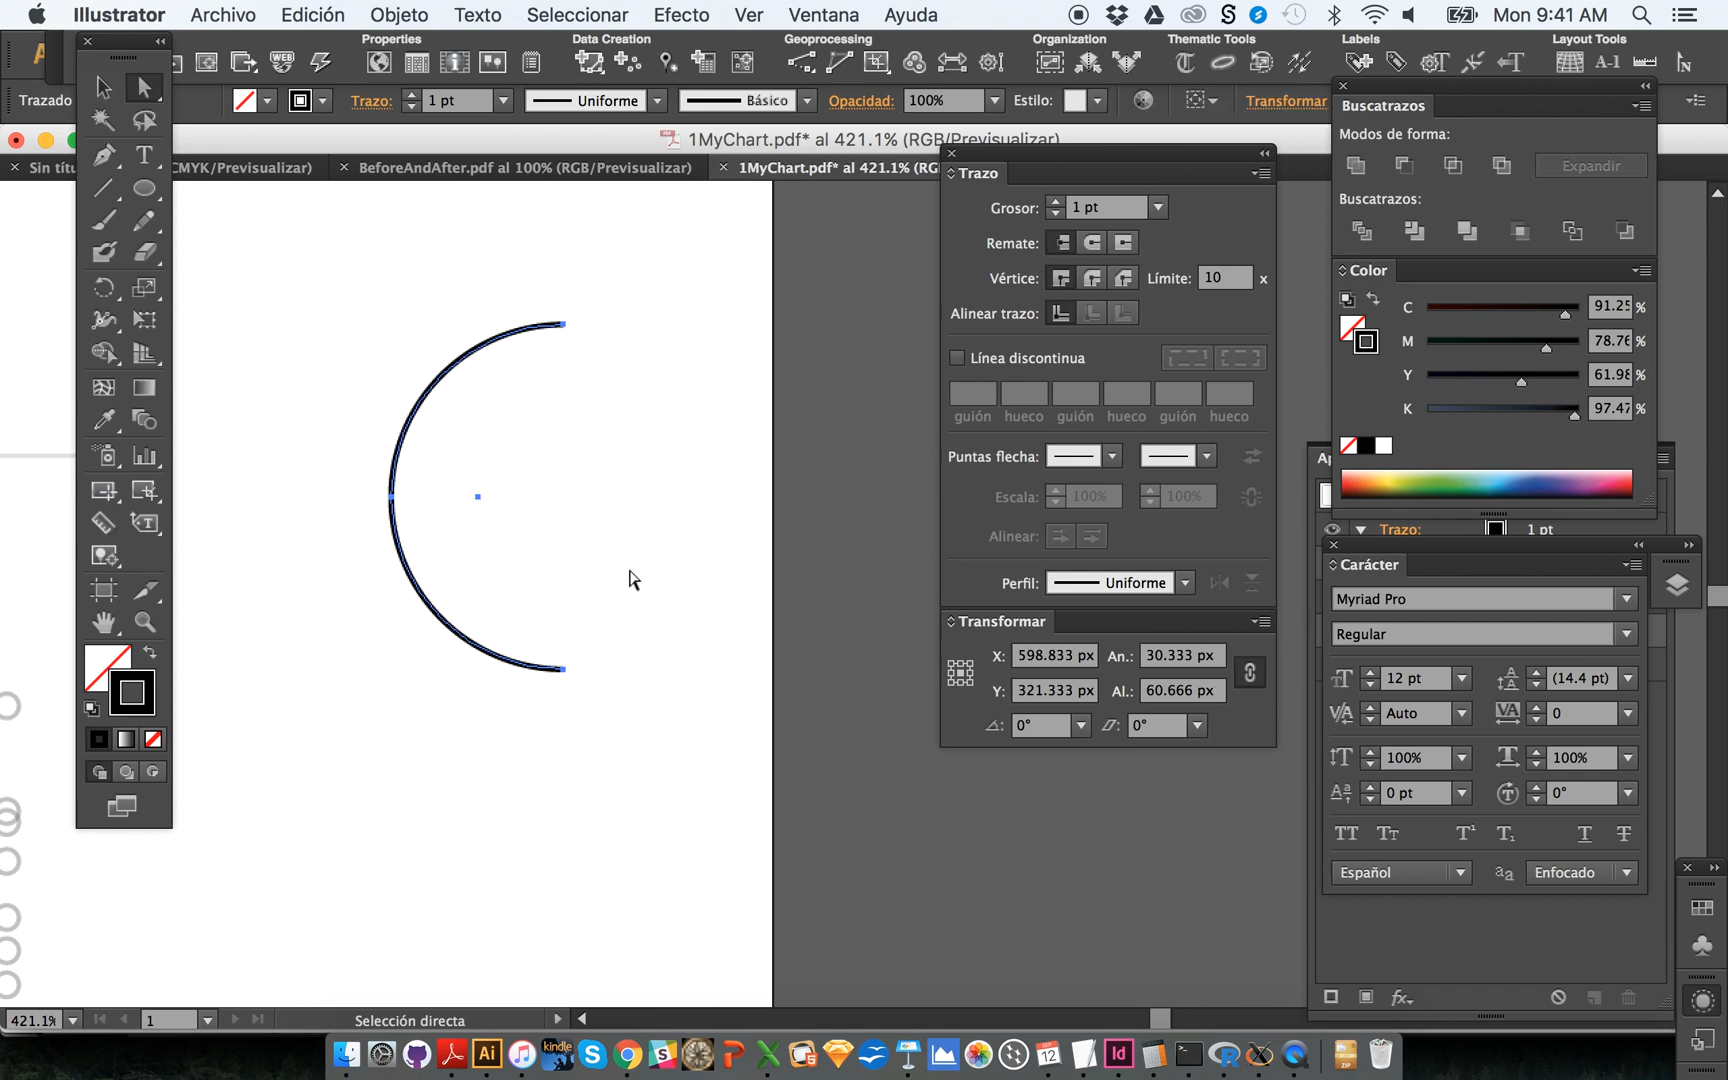 Illustrator Archivo Edición Objeto Texto Seleccionar Efecto Ver Ventana Ayuda Mon 9:41 AM
Properties Data Creation Geoprocessing Organization Thematic Tools Labels Layout Tools
Trazado Trazo: 1 pt Uniforme Básico Opacidad: 100% Estilo: Transformar
1MyChart.pdf* al 421.1% (RGB/Previsualizar)
Sin títu CMYK/Previsualizar) BeforeAndAfter.pdf al 100% (RGB/Previsualizar) 1MyChart.pdf* al 421.1% (RG
Trazo
Grosor: 1 pt
Remate:
Vértice: Límite: 10 x
Alinear trazo:
Línea discontinua
guión hueco guión hueco guión hueco
Puntas flecha:
Escala: 100% 100%
Alinear:
Perfil: Uniforme
Transformar
X: 598.833 px An.: 30.333 px
Y: 321.333 px Al.: 60.666 px
0° 0°
Buscatrazos
Modos de forma:
Expandir
Buscatrazos:
Color
C 91.25 %
M 78.76 %
Y 61.98 %
K 97.47 %
Trazo: 1 pt
Carácter
Myriad Pro
Regular
12 pt (14.4 pt)
Auto 0
100% 100%
0 pt 0°
Español Enfocado
421.1% 1 Selección directa